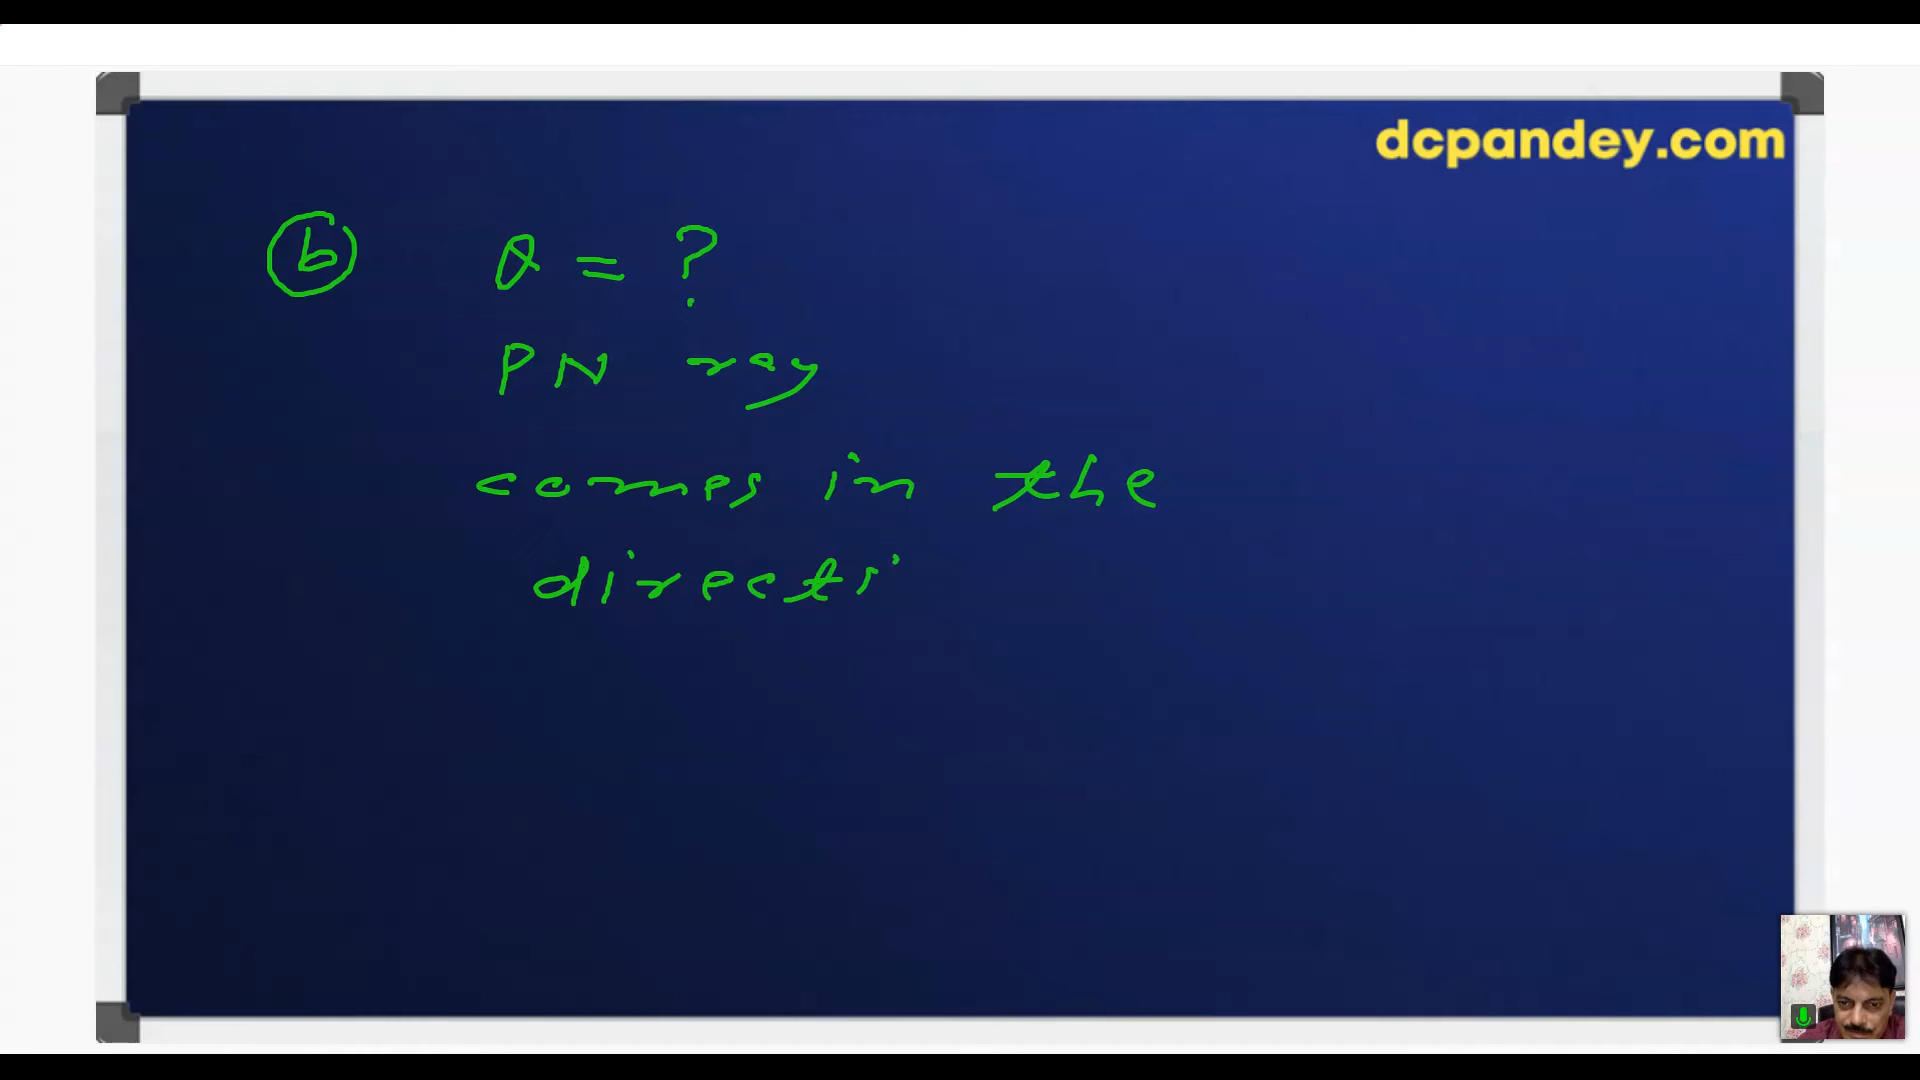 dcpandey.com
b θ = ?
PN ray
comes in the
directi